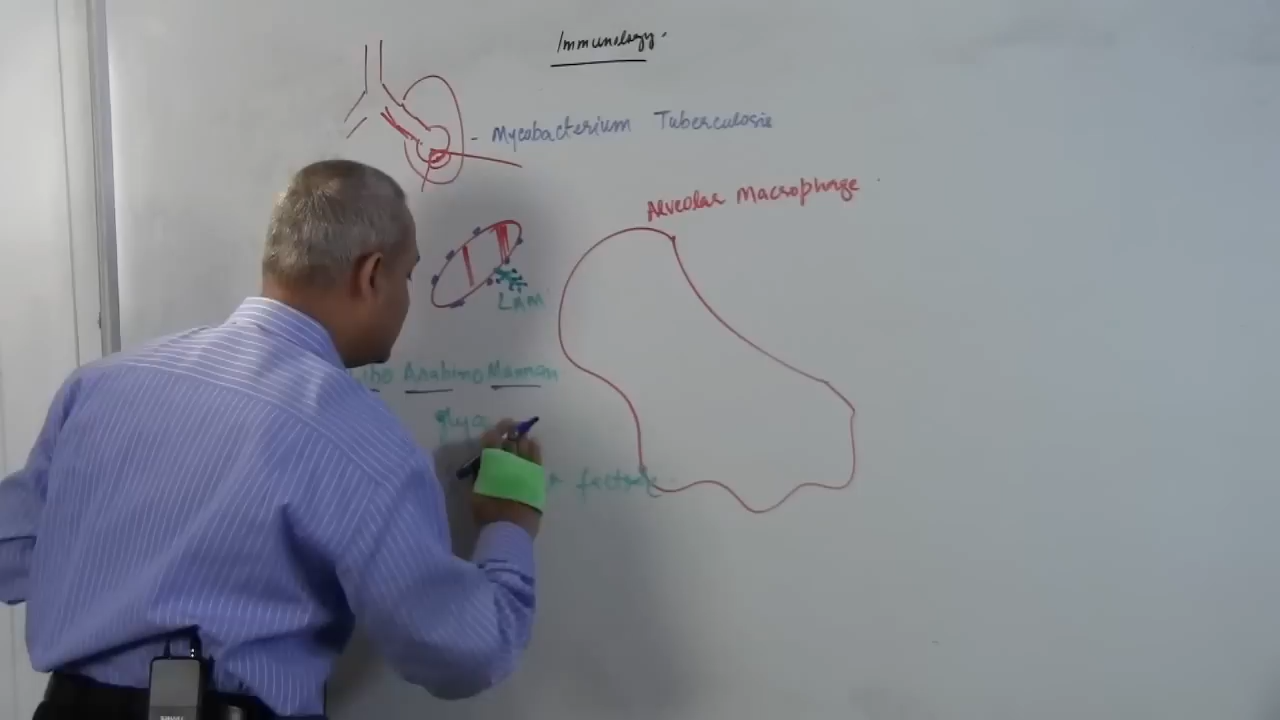 Immunology.
- Mycobacterium Tuberculosis
Alveolar Macrophage
LAM
Arabino Mannan
factor